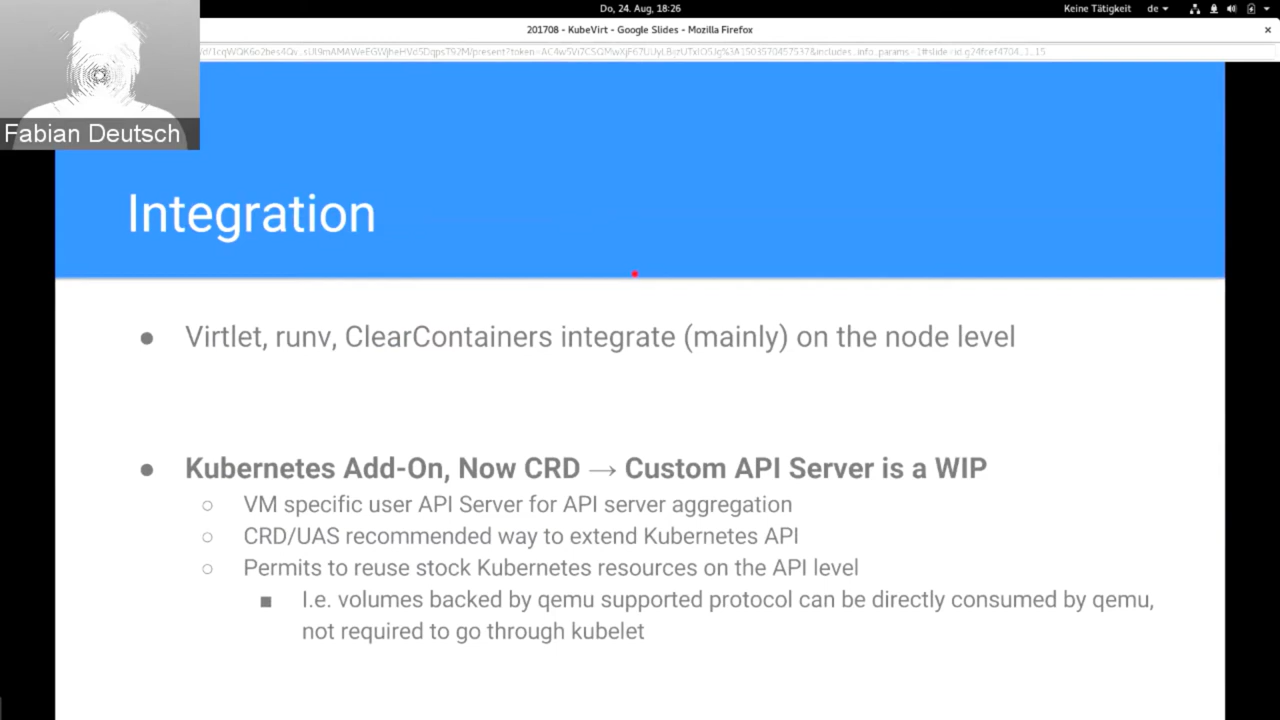 Do, 24. Aug, 18:26
Keine Tätigkeit
de
201708 - KubeVirt - Google Slides - Mozilla Firefox
Fabian Deutsch
Integration
● Virtlet, runv, ClearContainers integrate (mainly) on the node level
● Kubernetes Add-On, Now CRD → Custom API Server is a WIP
○ VM specific user API Server for API server aggregation
○ CRD/UAS recommended way to extend Kubernetes API
○ Permits to reuse stock Kubernetes resources on the API level
■ I.e. volumes backed by qemu supported protocol can be directly consumed by qemu,
not required to go through kubelet